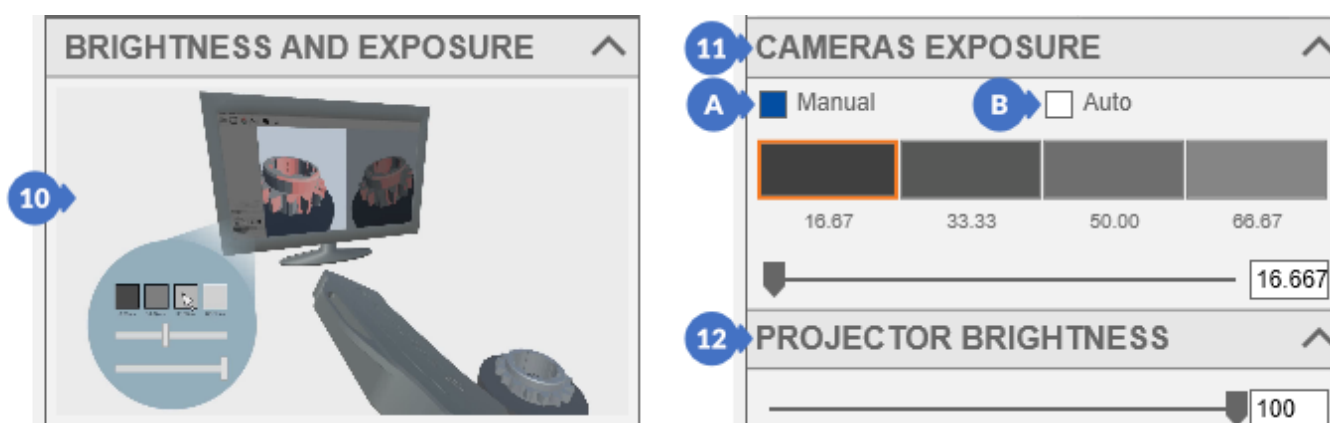 BRIGHTNESS AND EXPOSURE
10
11 CAMERAS EXPOSURE
A Manual B Auto
16.67 33.33 50.00 66.67
16.667
12 PROJECTOR BRIGHTNESS
100